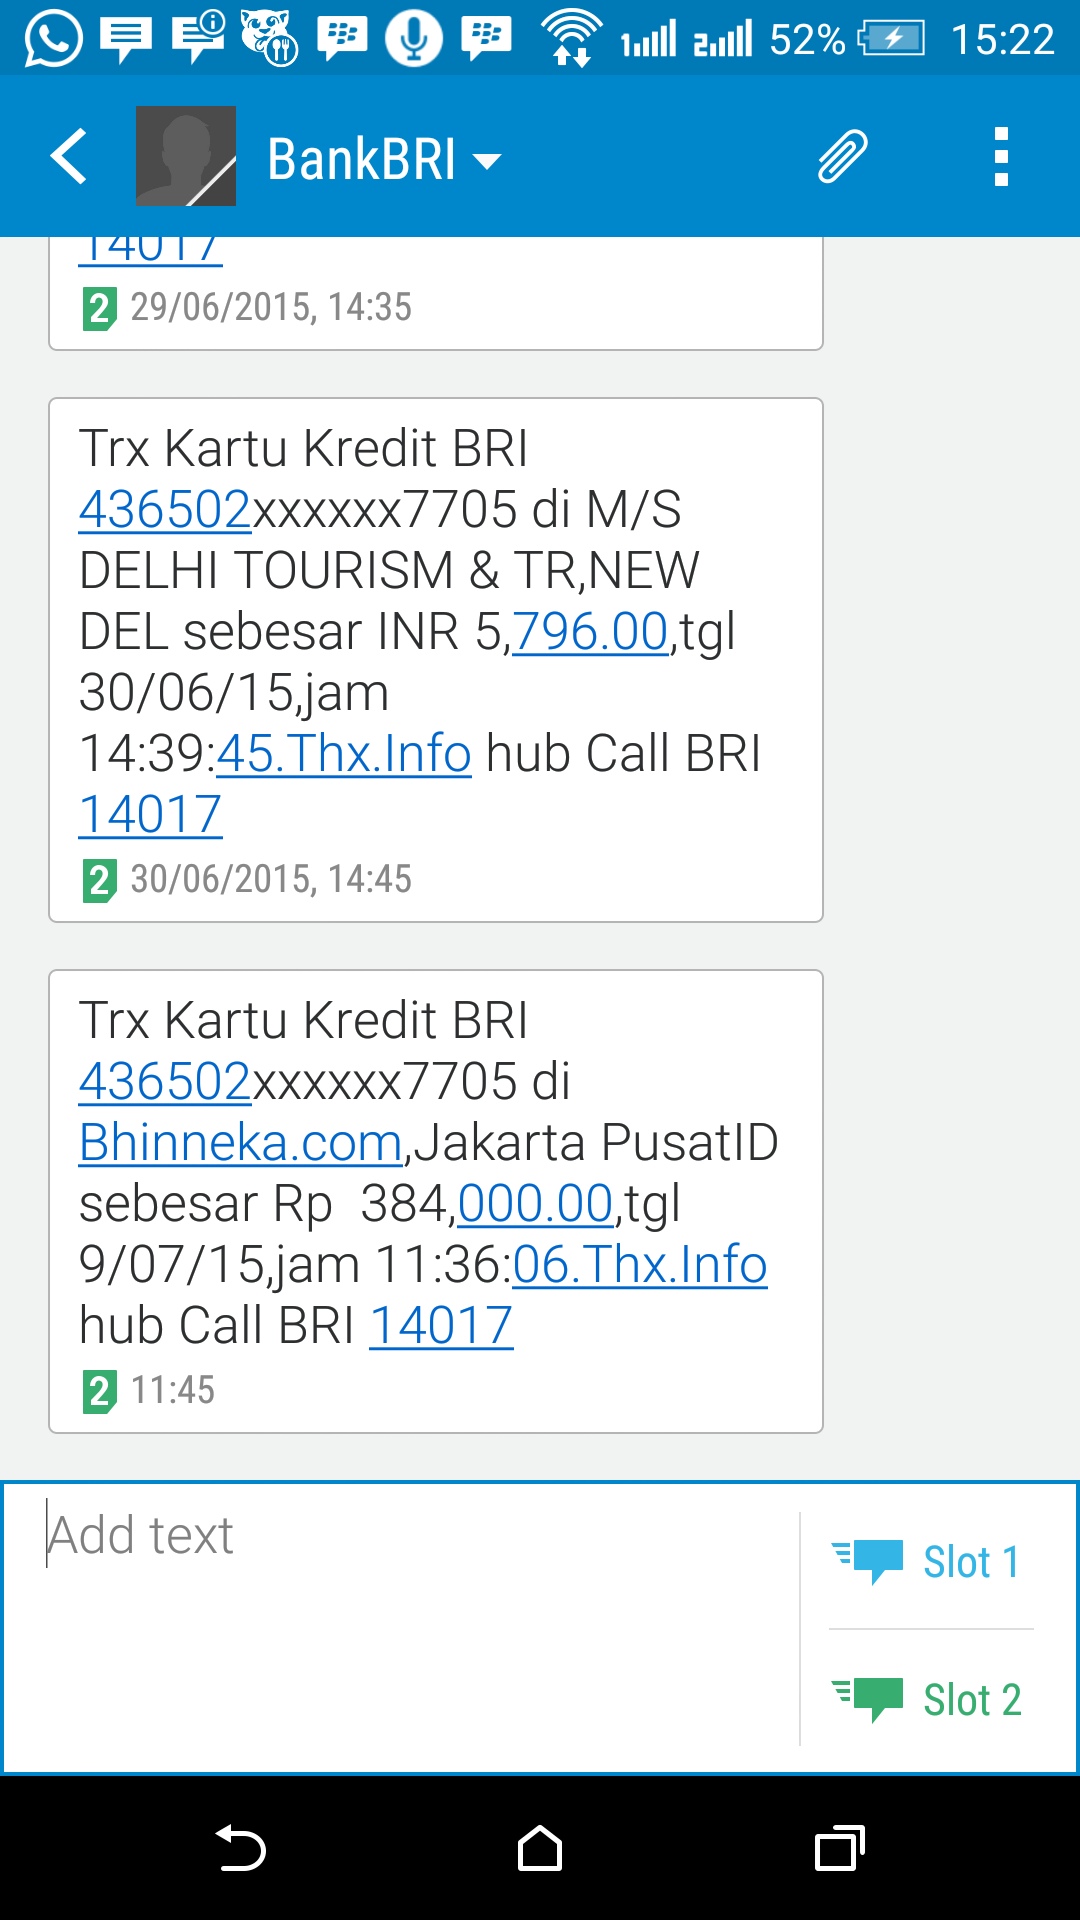 52% 15:22
BankBRI
14017
2 29/06/2015, 14:35
Trx Kartu Kredit BRI
436502xxxxxx7705 di M/S
DELHI TOURISM & TR,NEW
DEL sebesar INR 5,796.00,tgl
30/06/15,jam
14:39:45.Thx.Info hub Call BRI
14017
2 30/06/2015, 14:45
Trx Kartu Kredit BRI
436502xxxxxx7705 di
Bhinneka.com,Jakarta PusatID
sebesar Rp  384,000.00,tgl
9/07/15,jam 11:36:06.Thx.Info
hub Call BRI 14017
2 11:45
Add text
Slot 1
Slot 2